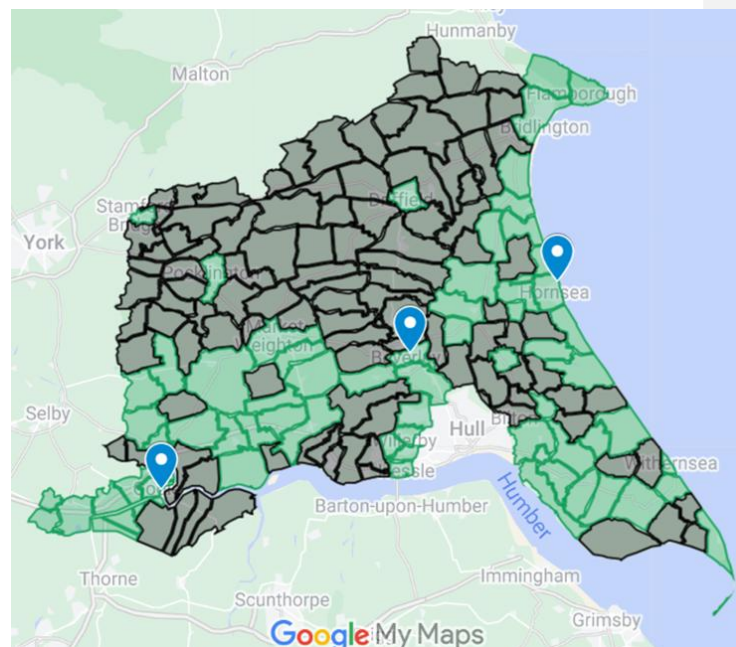 Hunmanby
Malton
Flamborough
Bridlington
Driffield
Stamford
Bridge
York
Pocklington
Hornsea
Market
Weighton
Beverley
Selby
Bilton
Willerby
Hull
Hessle
Withernsea
Humber
Barton-upon-Humber
Thorne
Immingham
Scunthorpe
Grimsby
Google My Maps